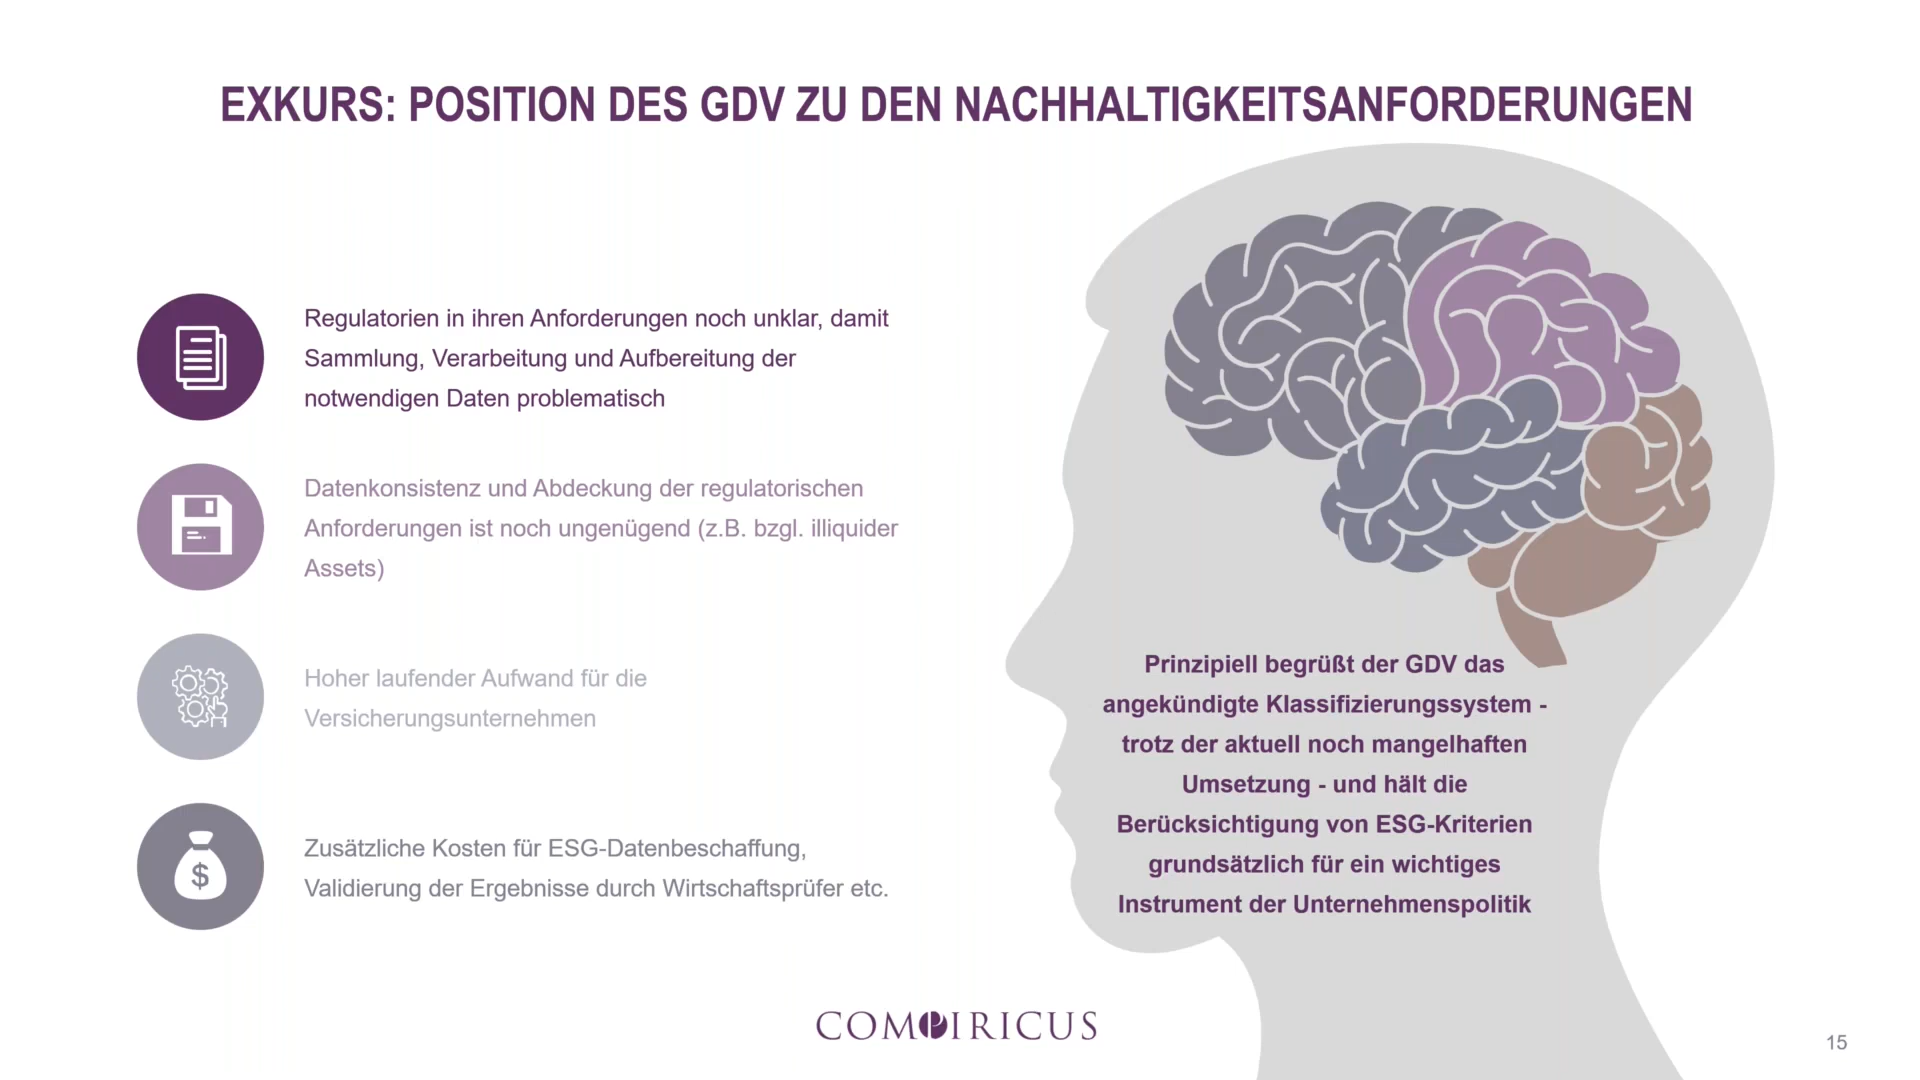 EXKURS: POSITION DES GDV ZU DEN NACHHALTIGKEITSANFORDERUNGEN
Regulatorien in ihren Anforderungen noch unklar, damit
Sammlung, Verarbeitung und Aufbereitung der
notwendigen Daten problematisch
Datenkonsistenz und Abdeckung der regulatorischen
Anforderungen ist noch ungenügend (z.B. bzgl. illiquider
Assets)
Hoher laufender Aufwand für die
Versicherungsunternehmen
$
Zusätzliche Kosten für ESG-Datenbeschaffung,
Validierung der Ergebnisse durch Wirtschaftsprüfer etc.
Prinzipiell begrüßt der GDV das
angekündigte Klassifizierungssystem -
trotz der aktuell noch mangelhaften
Umsetzung - und hält die
Berücksichtigung von ESG-Kriterien
grundsätzlich für ein wichtiges
Instrument der Unternehmenspolitik
COMPIRICUS
15